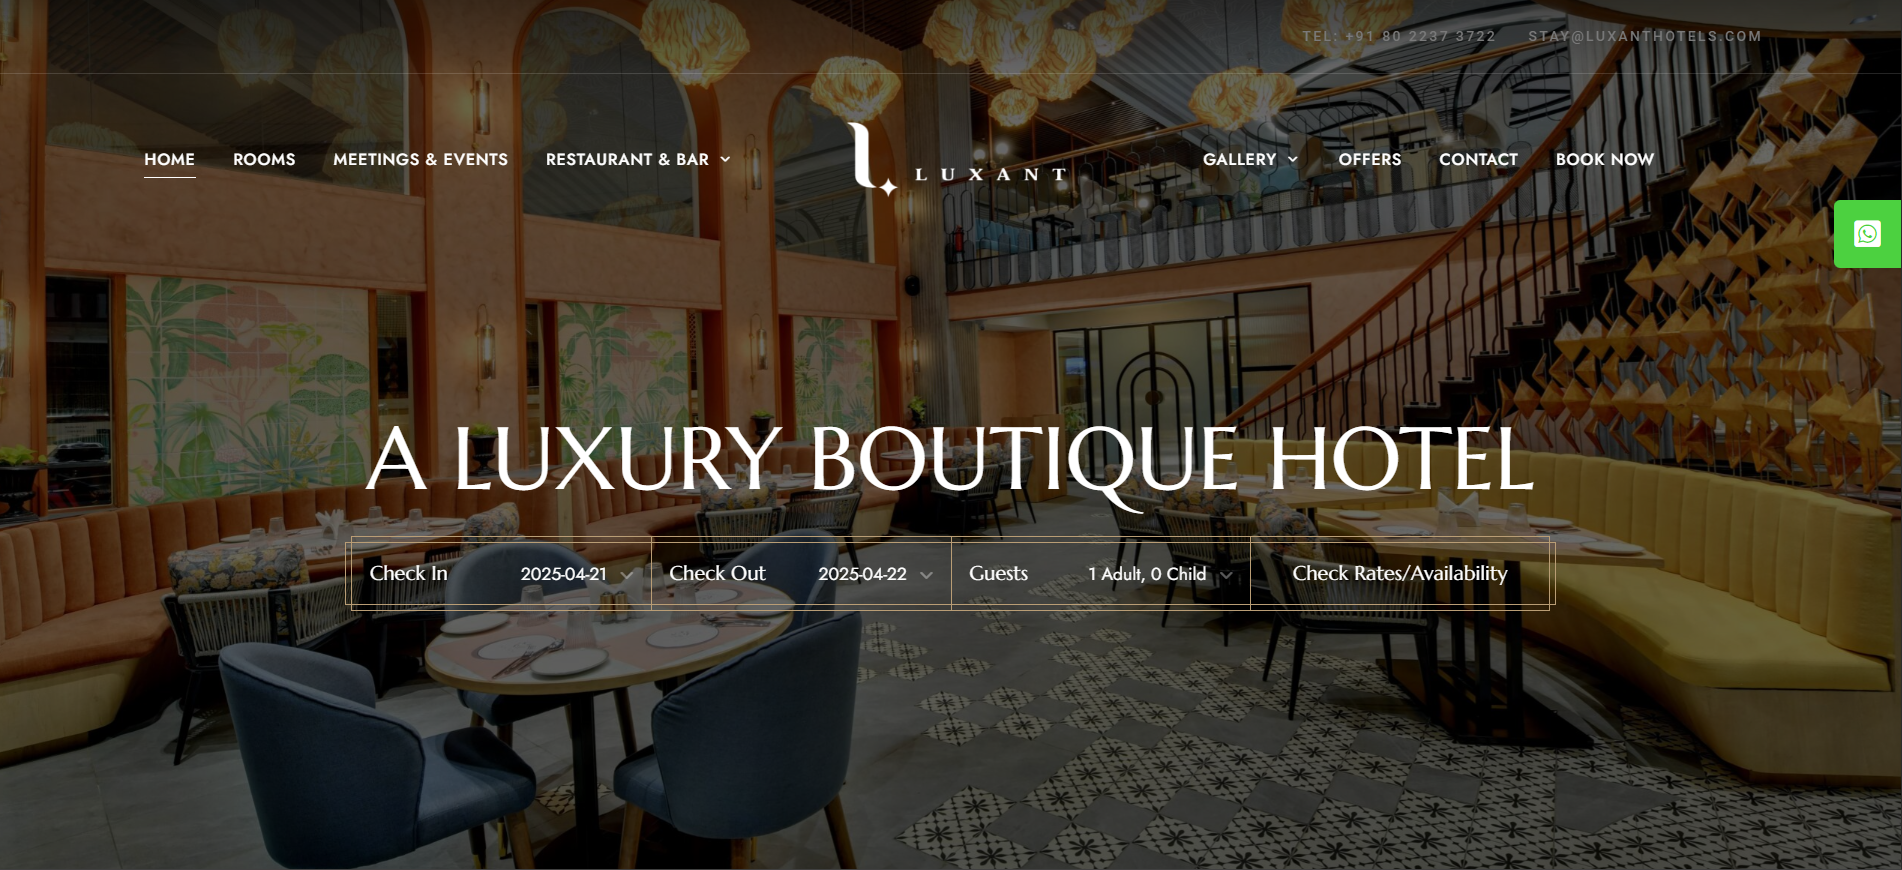 TEL: +91 80 2237 3722 STAY@LUXANTHOTELS.COM
HOME ROOMS MEETINGS & EVENTS RESTAURANT & BAR LUXANT GALLERY OFFERS CONTACT BOOK NOW
A LUXURY BOUTIQUE HOTEL
Check In 2025-04-21 Check Out 2025-04-22 Guests 1 Adult, 0 Child Check Rates/Availability